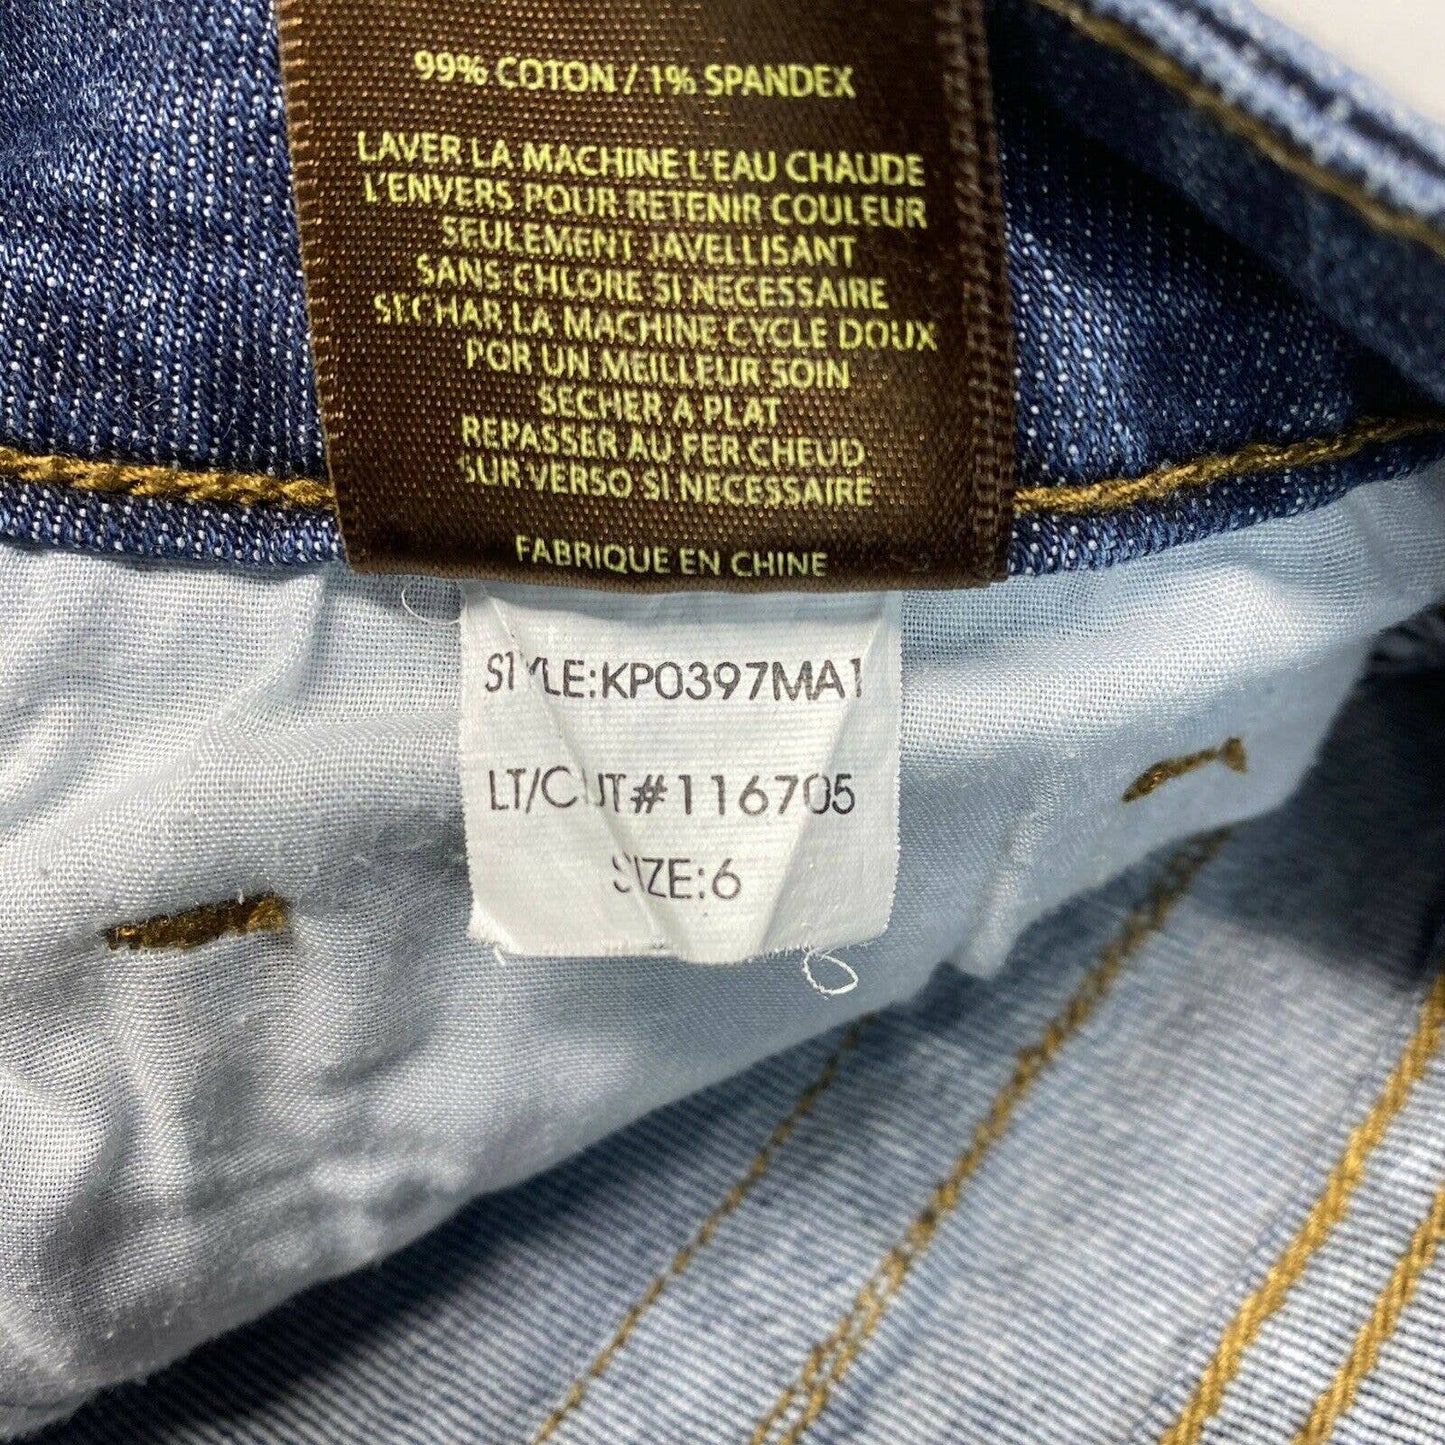 99% COTON / 1% SPANDEX
LAVER LA MACHINE L'EAU CHAUDE
L'ENVERS POUR RETENIR COULEUR
SEULEMENT JAVELLISANT
SANS CHLORE SI NECESSAIRE
SECHAR LA MACHINE CYCLE DOUX
POR UN MEILLEUR SOIN
SECHER A PLAT
REPASSER AU FER CHEUD
SUR VERSO SI NECESSAIRE
FABRIQUE EN CHINE
STYLE:KP0397MA1
LT/CUT#116705
SIZE:6